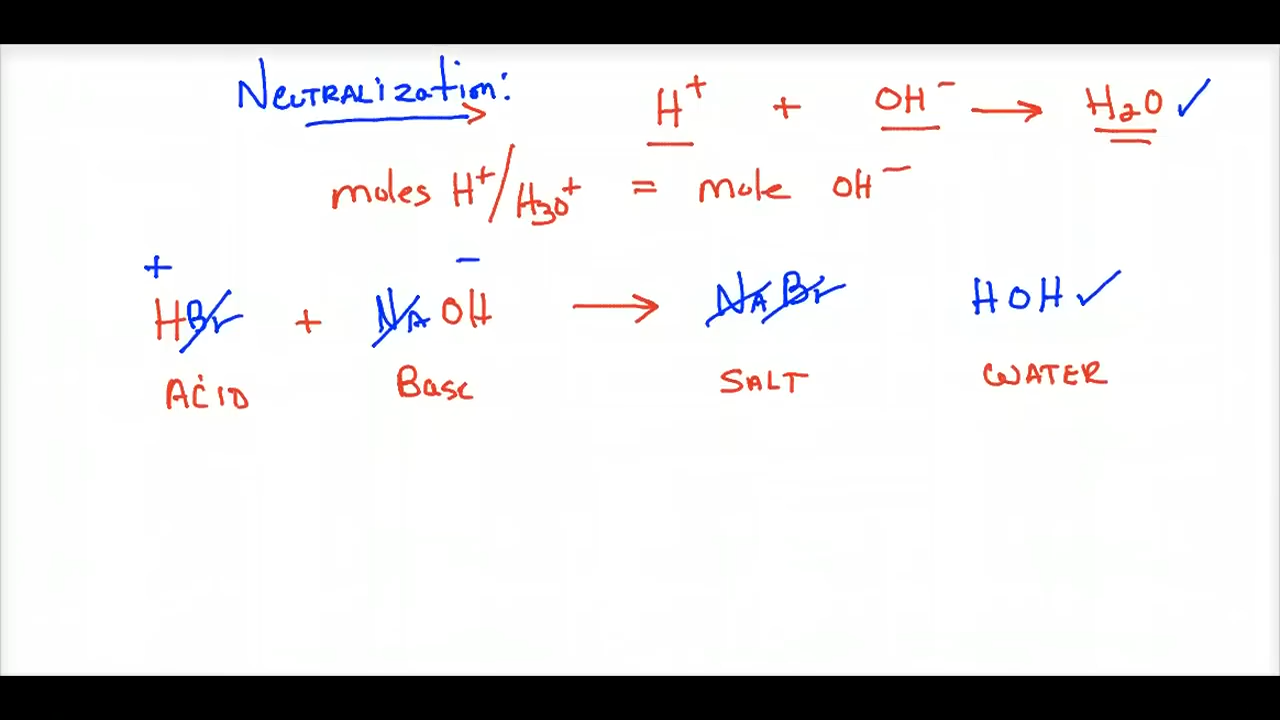 Neutralization: H⁺ + OH⁻ → H₂O ✓
moles H⁺/H₃O⁺ = mole OH⁻
+ −
HBr + NaOH → NaBr HOH ✓
ACID Base SALT WATER